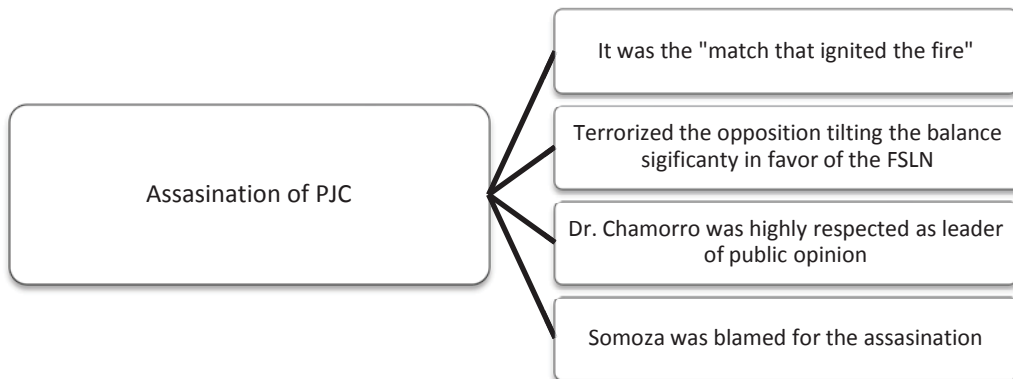 Assasination of PJC
It was the "match that ignited the fire"
Terrorized the opposition tilting the balance
sigificanty in favor of the FSLN
Dr. Chamorro was highly respected as leader
of public opinion
Somoza was blamed for the assasination